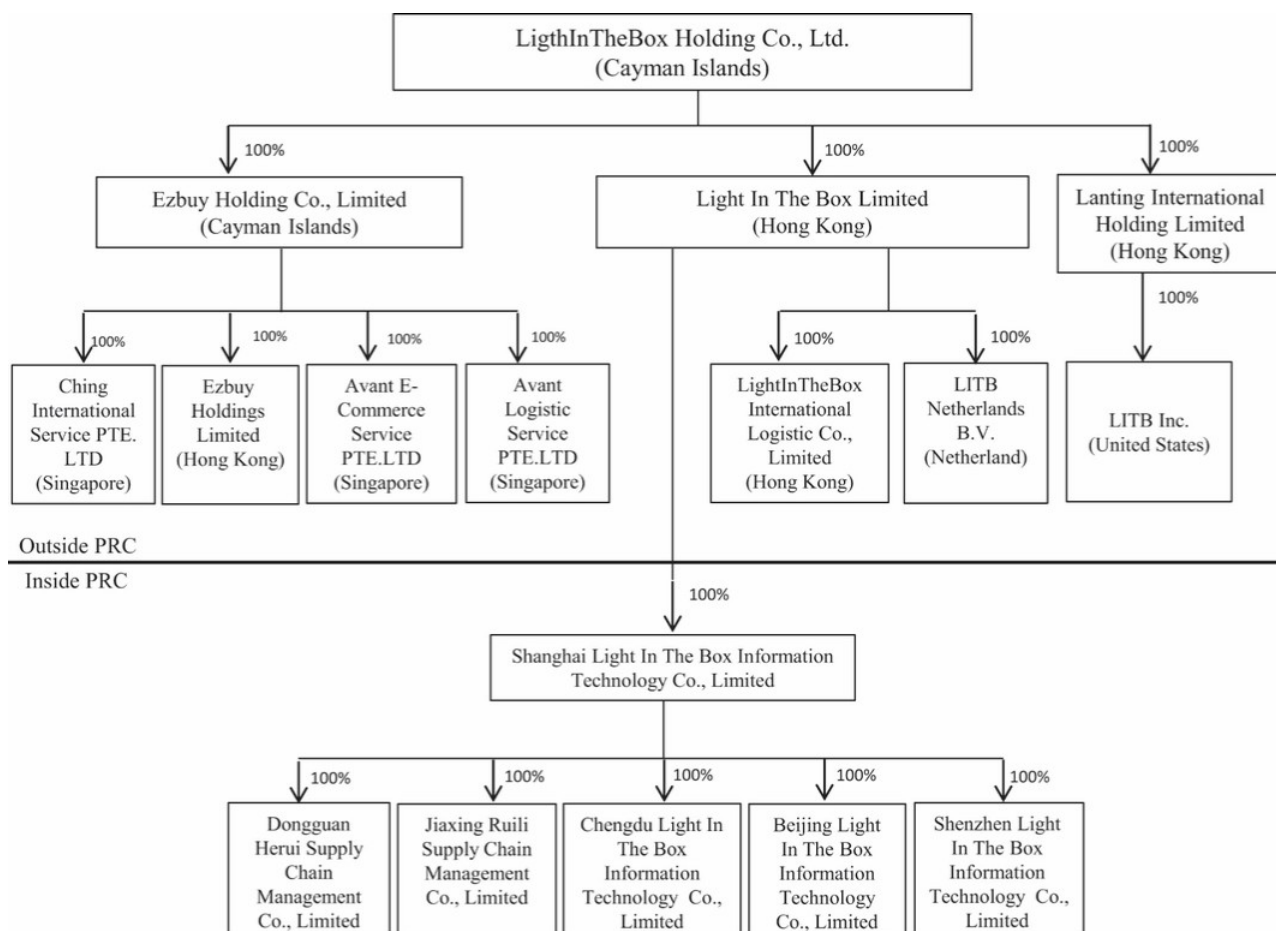 LigthInTheBox Holding Co., Ltd.
(Cayman Islands)
100%
100%
100%
Ezbuy Holding Co., Limited
(Cayman Islands)
Light In The Box Limited
(Hong Kong)
Lanting International
Holding Limited
(Hong Kong)
100%
100%
100%
100%
100%
100%
100%
Ching
International
Service PTE.
LTD
(Singapore)
Ezbuy
Holdings
Limited
(Hong Kong)
Avant E-
Commerce
Service
PTE.LTD
(Singapore)
Avant
Logistic
Service
PTE.LTD
(Singapore)
LightInTheBox
International
Logistic Co.,
Limited
(Hong Kong)
LITB
Netherlands
B.V.
(Netherland)
LITB Inc.
(United States)
Outside PRC
Inside PRC
100%
Shanghai Light In The Box Information
Technology Co., Limited
100%
100%
100%
100%
100%
Dongguan
Herui Supply
Chain
Management
Co., Limited
Jiaxing Ruili
Supply Chain
Management
Co., Limited
Chengdu Light In
The Box
Information
Technology Co.,
Limited
Beijing Light
In The Box
Information
Technology
Co., Limited
Shenzhen Light
In The Box
Information
Technology Co.,
Limited